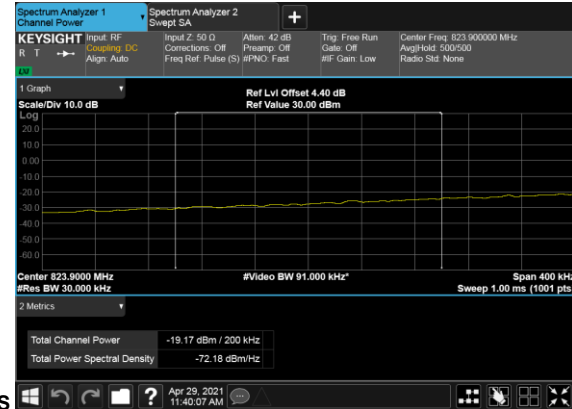 Spectrum Analyzer 1
Channel Power
Spectrum Analyzer 2
Swept SA
+
KEYSIGHT
R T
Input: RF
Coupling: DC
Align: Auto
Input Z: 50 Ω
Corrections: Off
Freq Ref: Pulse (S)
Atten: 42 dB
Preamp: Off
#PNO: Fast
Trig: Free Run
Gate: Off
#IF Gain: Low
Center Freq: 823.900000 MHz
Avg|Hold: 500/500
Radio Std: None
1 Graph
Scale/Div 10.0 dB
Ref Lvl Offset 4.40 dB
Ref Value 30.00 dBm
Log
20.0
10.0
0.00
-10.0
-20.0
-30.0
-40.0
-50.0
-60.0
Center 823.9000 MHz
#Video BW 91.000 kHz*
Span 400 kHz
#Res BW 30.000 kHz
Sweep 1.00 ms (1001 pts
2 Metrics
Total Channel Power -19.17 dBm / 200 kHz
Total Power Spectral Density -72.18 dBm/Hz
s
?
Apr 29, 2021
11:40:07 AM